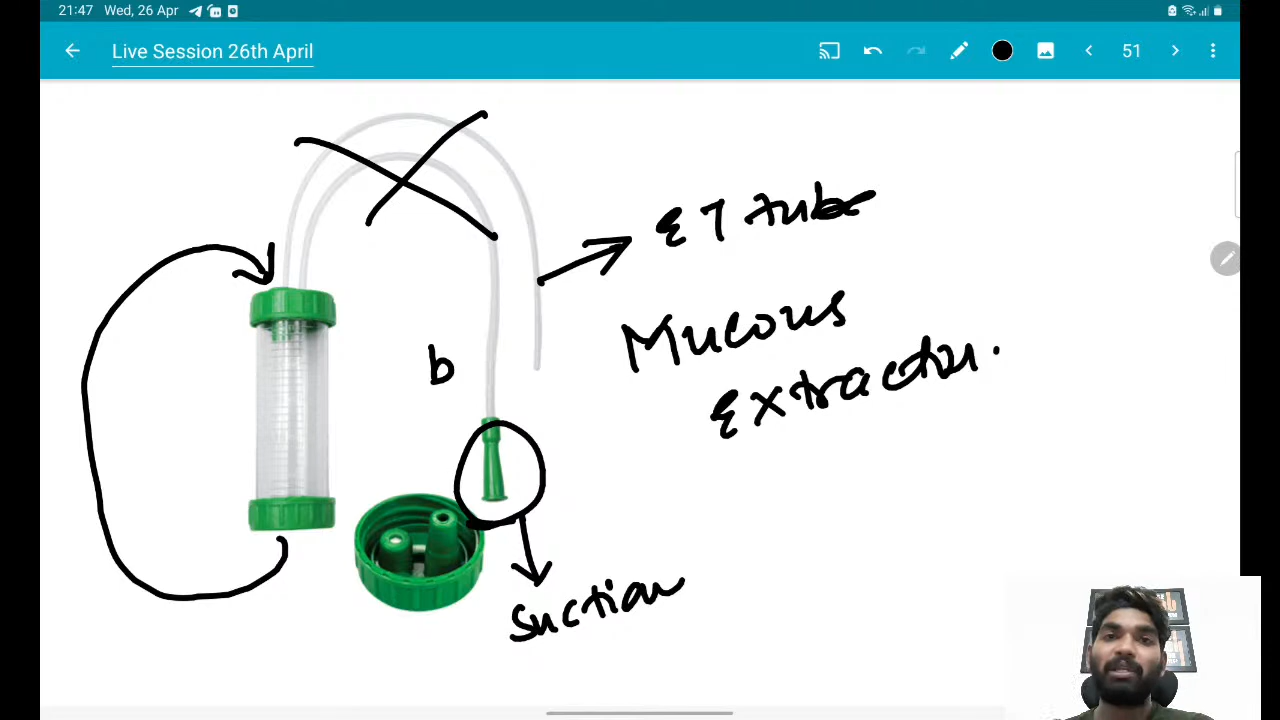 21:47 Wed, 26 Apr
Live Session 26th April
51
ET tube
Mucous
b
Extractor.
Suction